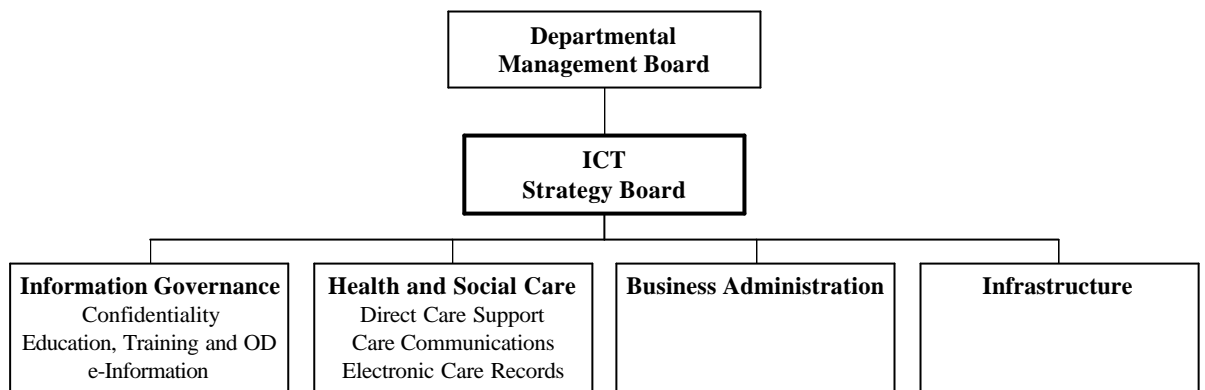 Departmental
Management Board
ICT
Strategy Board
Information Governance
Confidentiality
Education, Training and OD
e-Information
Health and Social Care
Direct Care Support
Care Communications
Electronic Care Records
Business Administration
Infrastructure